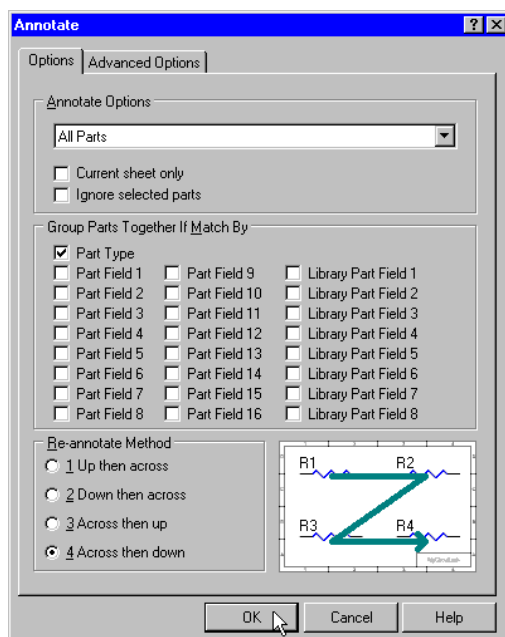 Annotate
Options Advanced Options
Annotate Options
All Parts
Current sheet only
Ignore selected parts
Group Parts Together If Match By
Part Type
Part Field 1 Part Field 9 Library Part Field 1
Part Field 2 Part Field 10 Library Part Field 2
Part Field 3 Part Field 11 Library Part Field 3
Part Field 4 Part Field 12 Library Part Field 4
Part Field 5 Part Field 13 Library Part Field 5
Part Field 6 Part Field 14 Library Part Field 6
Part Field 7 Part Field 15 Library Part Field 7
Part Field 8 Part Field 16 Library Part Field 8
Re-annotate Method
1 Up then across
2 Down then across
3 Across then up
4 Across then down
R1 R2
R3 R4
OK Cancel Help